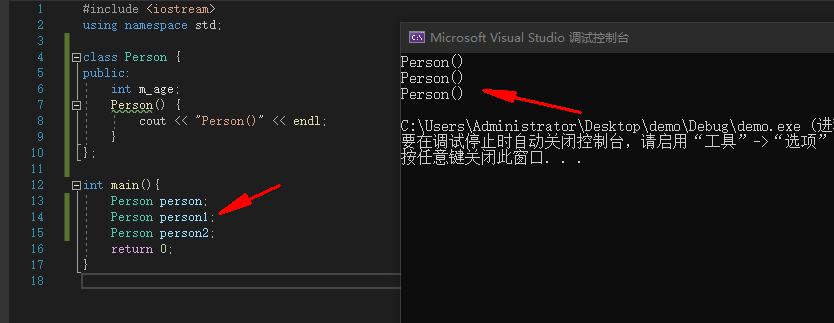 1 #include <iostream>
2 using namespace std;
3
4 class Person {
5 public:
6 int m_age;
7 Person() {
8 cout << "Person()" << endl;
9 }
10 };
11
12 int main(){
13 Person person;
14 Person person1;
15 Person person2;
16 return 0;
17 }
18
Microsoft Visual Studio 调试控制台
Person()
Person()
Person()
C:\Users\Administrator\Desktop\demo\Debug\demo.exe (进
要在调试停止时自动关闭控制台，请启用“工具”->“选项”
按任意键关闭此窗口. . .